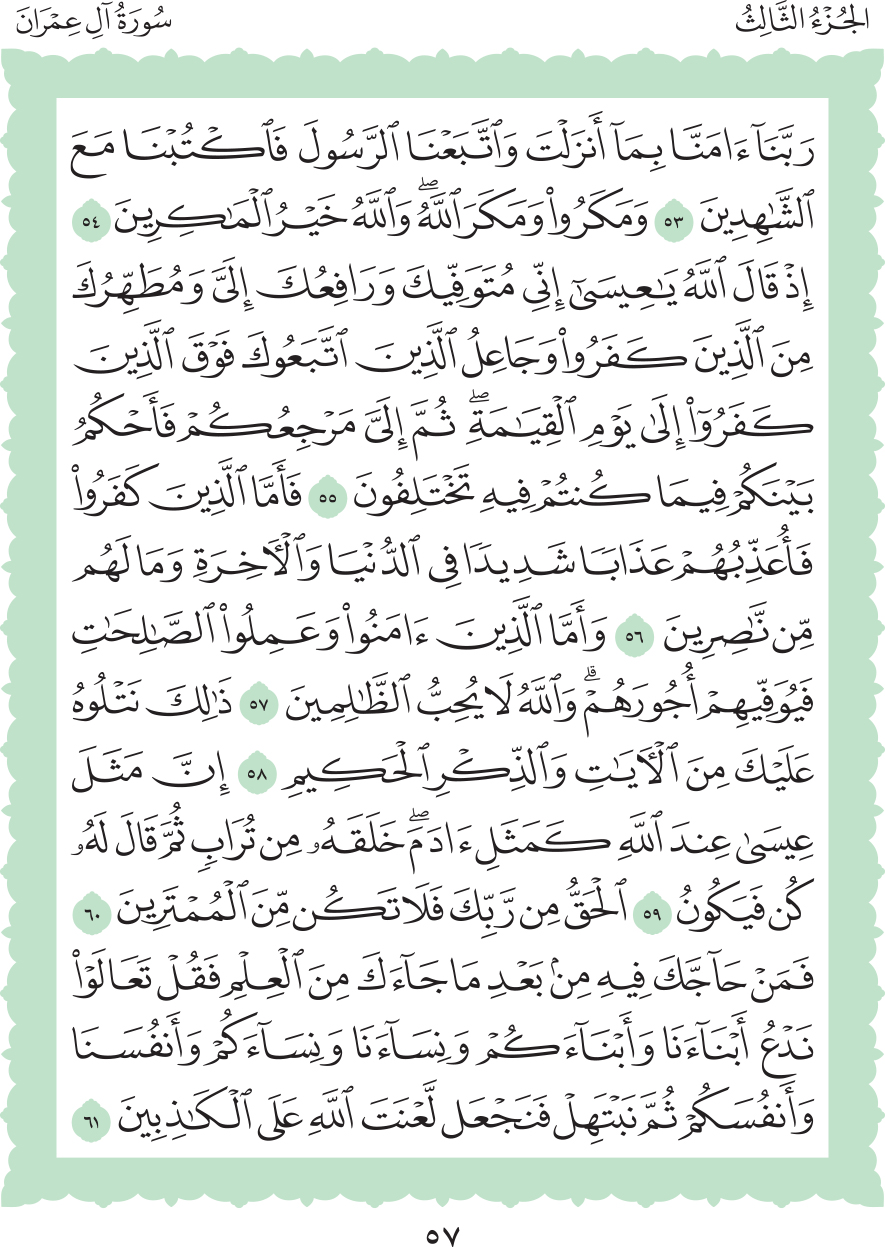 الجُزْءُ الثَّالِثُ
سُورَةُ آلِ عِمْرَانَ
رَبَّنَآ ءَامَنَّا بِمَآ أَنزَلْتَ وَٱتَّبَعْنَا ٱلرَّسُولَ فَٱكْتُبْنَا مَعَ
ٱلشَّٰهِدِينَ ٥٣ وَمَكَرُوا۟ وَمَكَرَ ٱللَّهُۖ وَٱللَّهُ خَيْرُ ٱلْمَٰكِرِينَ ٥٤
إِذْ قَالَ ٱللَّهُ يَٰعِيسَىٰٓ إِنِّى مُتَوَفِّيكَ وَرَافِعُكَ إِلَىَّ وَمُطَهِّرُكَ
مِنَ ٱلَّذِينَ كَفَرُوا۟ وَجَاعِلُ ٱلَّذِينَ ٱتَّبَعُوكَ فَوْقَ ٱلَّذِينَ
كَفَرُوٓا۟ إِلَىٰ يَوْمِ ٱلْقِيَٰمَةِۖ ثُمَّ إِلَىَّ مَرْجِعُكُمْ فَأَحْكُمُ
بَيْنَكُمْ فِيمَا كُنتُمْ فِيهِ تَخْتَلِفُونَ ٥٥ فَأَمَّا ٱلَّذِينَ كَفَرُوا۟
فَأُعَذِّبُهُمْ عَذَابًا شَدِيدًا فِى ٱلدُّنْيَا وَٱلْـَٔاخِرَةِ وَمَا لَهُم
مِّن نَّٰصِرِينَ ٥٦ وَأَمَّا ٱلَّذِينَ ءَامَنُوا۟ وَعَمِلُوا۟ ٱلصَّٰلِحَٰتِ
فَيُوَفِّيهِمْ أُجُورَهُمْۗ وَٱللَّهُ لَا يُحِبُّ ٱلظَّٰلِمِينَ ٥٧ ذَٰلِكَ نَتْلُوهُ
عَلَيْكَ مِنَ ٱلْـَٔايَٰتِ وَٱلذِّكْرِ ٱلْحَكِيمِ ٥٨ إِنَّ مَثَلَ
عِيسَىٰ عِندَ ٱللَّهِ كَمَثَلِ ءَادَمَۖ خَلَقَهُۥ مِن تُرَابٍ ثُمَّ قَالَ لَهُۥ
كُن فَيَكُونُ ٥٩ ٱلْحَقُّ مِن رَّبِّكَ فَلَا تَكُن مِّنَ ٱلْمُمْتَرِينَ ٦٠
فَمَنْ حَآجَّكَ فِيهِ مِنۢ بَعْدِ مَا جَآءَكَ مِنَ ٱلْعِلْمِ فَقُلْ تَعَالَوْا۟
نَدْعُ أَبْنَآءَنَا وَأَبْنَآءَكُمْ وَنِسَآءَنَا وَنِسَآءَكُمْ وَأَنفُسَنَا
وَأَنفُسَكُمْ ثُمَّ نَبْتَهِلْ فَنَجْعَل لَّعْنَتَ ٱللَّهِ عَلَى ٱلْكَٰذِبِينَ ٦١
٥٧